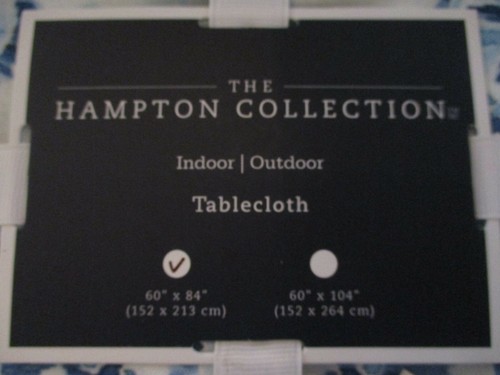 THE
HAMPTON COLLECTION
Indoor | Outdoor
Tablecloth
60" x 84" 60" x 104"
(152 x 213 cm) (152 x 264 cm)